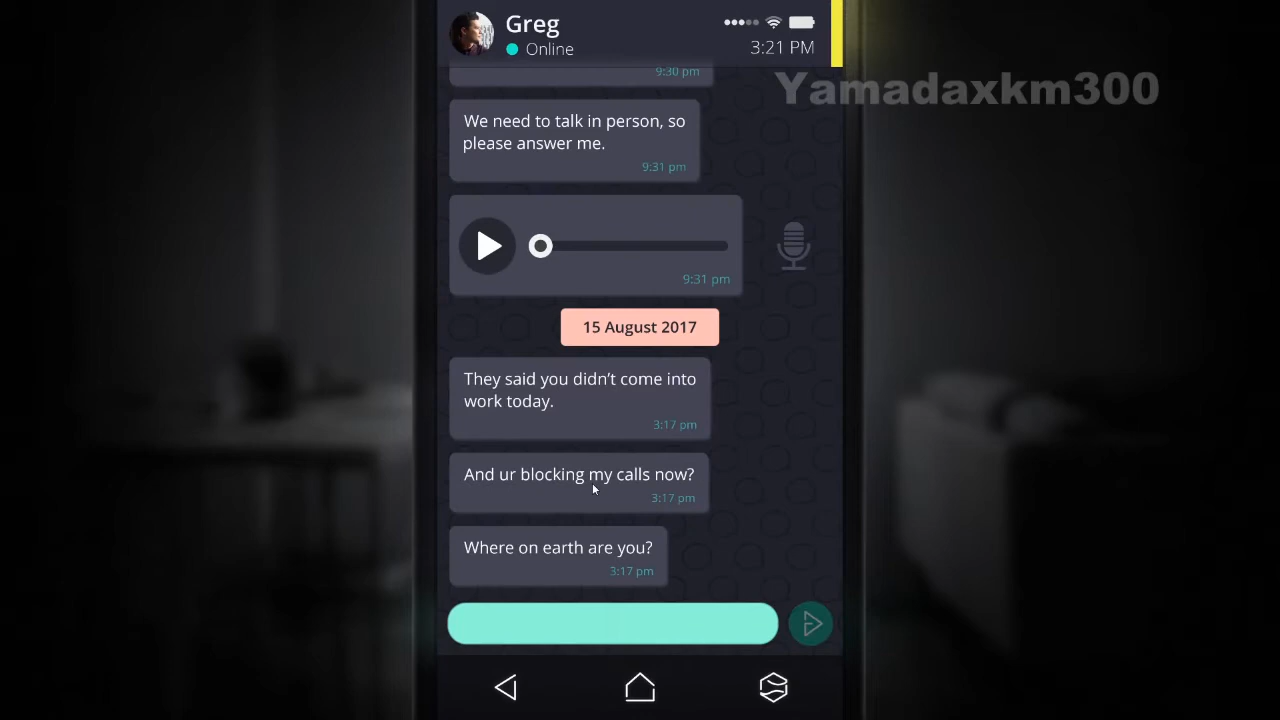 Greg
Online
3:21 PM
Yamadaxkm300
9:30 pm
We need to talk in person, so
please answer me.
9:31 pm
9:31 pm
15 August 2017
They said you didn’t come into
work today.
3:17 pm
And ur blocking my calls now?
3:17 pm
Where on earth are you?
3:17 pm